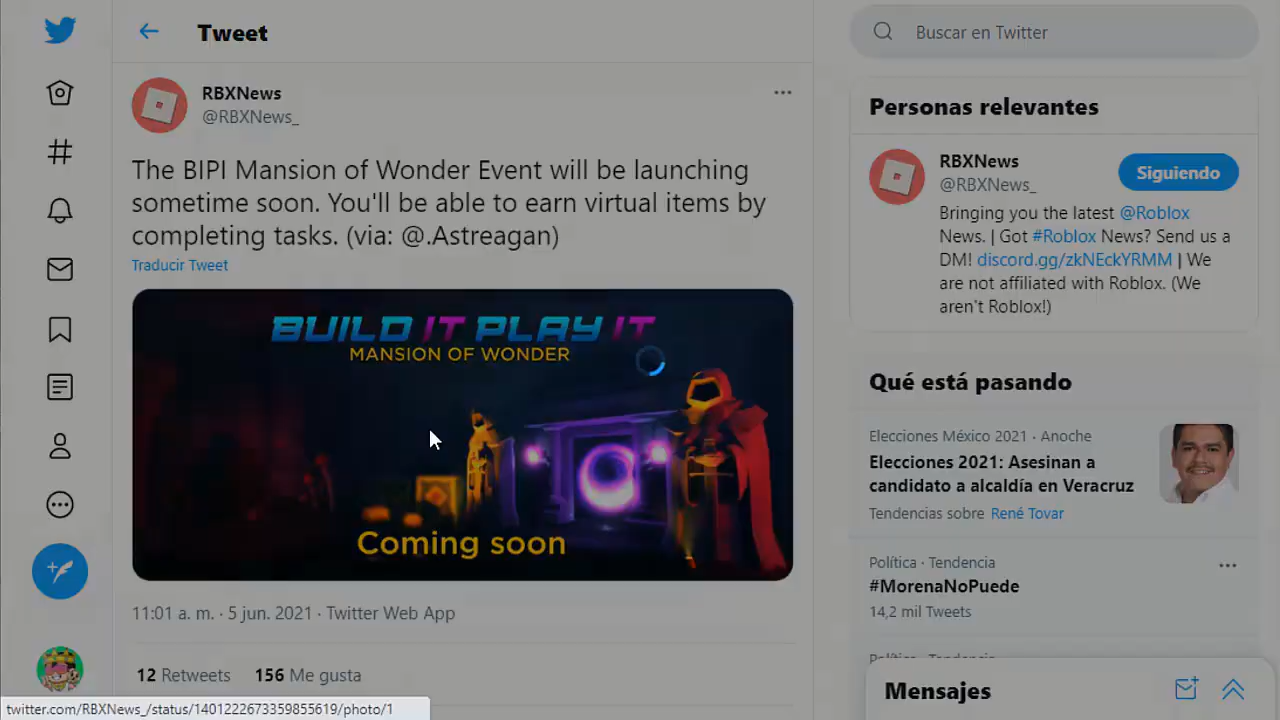 Tweet
RBXNews
@RBXNews_
The BIPI Mansion of Wonder Event will be launching
sometime soon. You'll be able to earn virtual items by
completing tasks. (via: @.Astreagan)
Traducir Tweet
BUILD IT PLAY IT
MANSION OF WONDER
Coming soon
11:01 a. m. · 5 jun. 2021 · Twitter Web App
12 Retweets 156 Me gusta
twitter.com/RBXNews_/status/1401222673359855619/photo/1
Buscar en Twitter
Personas relevantes
RBXNews
@RBXNews_
Siguiendo
Bringing you the latest @Roblox
News. | Got #Roblox News? Send us a
DM! discord.gg/zkNEckYRMM | We
are not affiliated with Roblox. (We
aren't Roblox!)
Qué está pasando
Elecciones México 2021 · Anoche
Elecciones 2021: Asesinan a
candidato a alcaldía en Veracruz
Tendencias sobre René Tovar
Política · Tendencia
#MorenaNoPuede
14,2 mil Tweets
Política · Tendencia
Mensajes